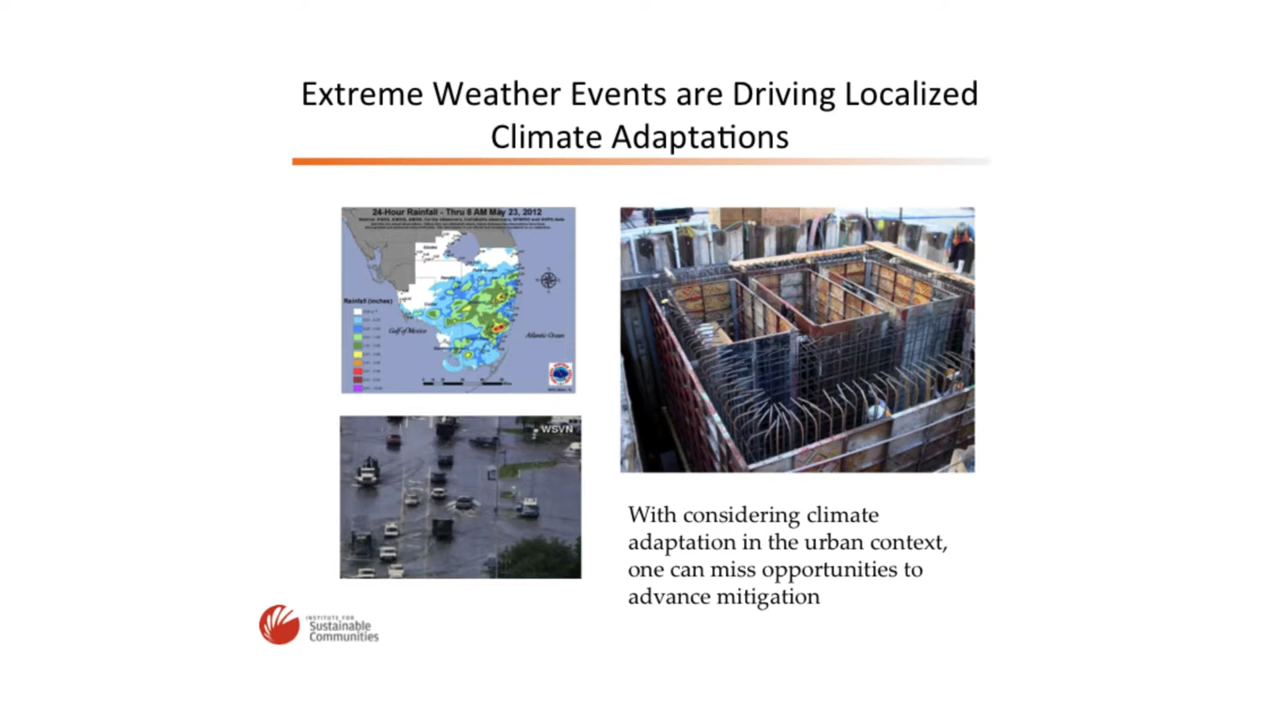 Extreme Weather Events are Driving Localized
Climate Adaptations
24-Hour Rainfall - Thru 8 AM May 23, 2012
Rainfall (inches)
Gulf of Mexico
Atlantic Ocean
WSVN
With considering climate
adaptation in the urban context,
one can miss opportunities to
advance mitigation
INSTITUTE FOR
Sustainable
Communities